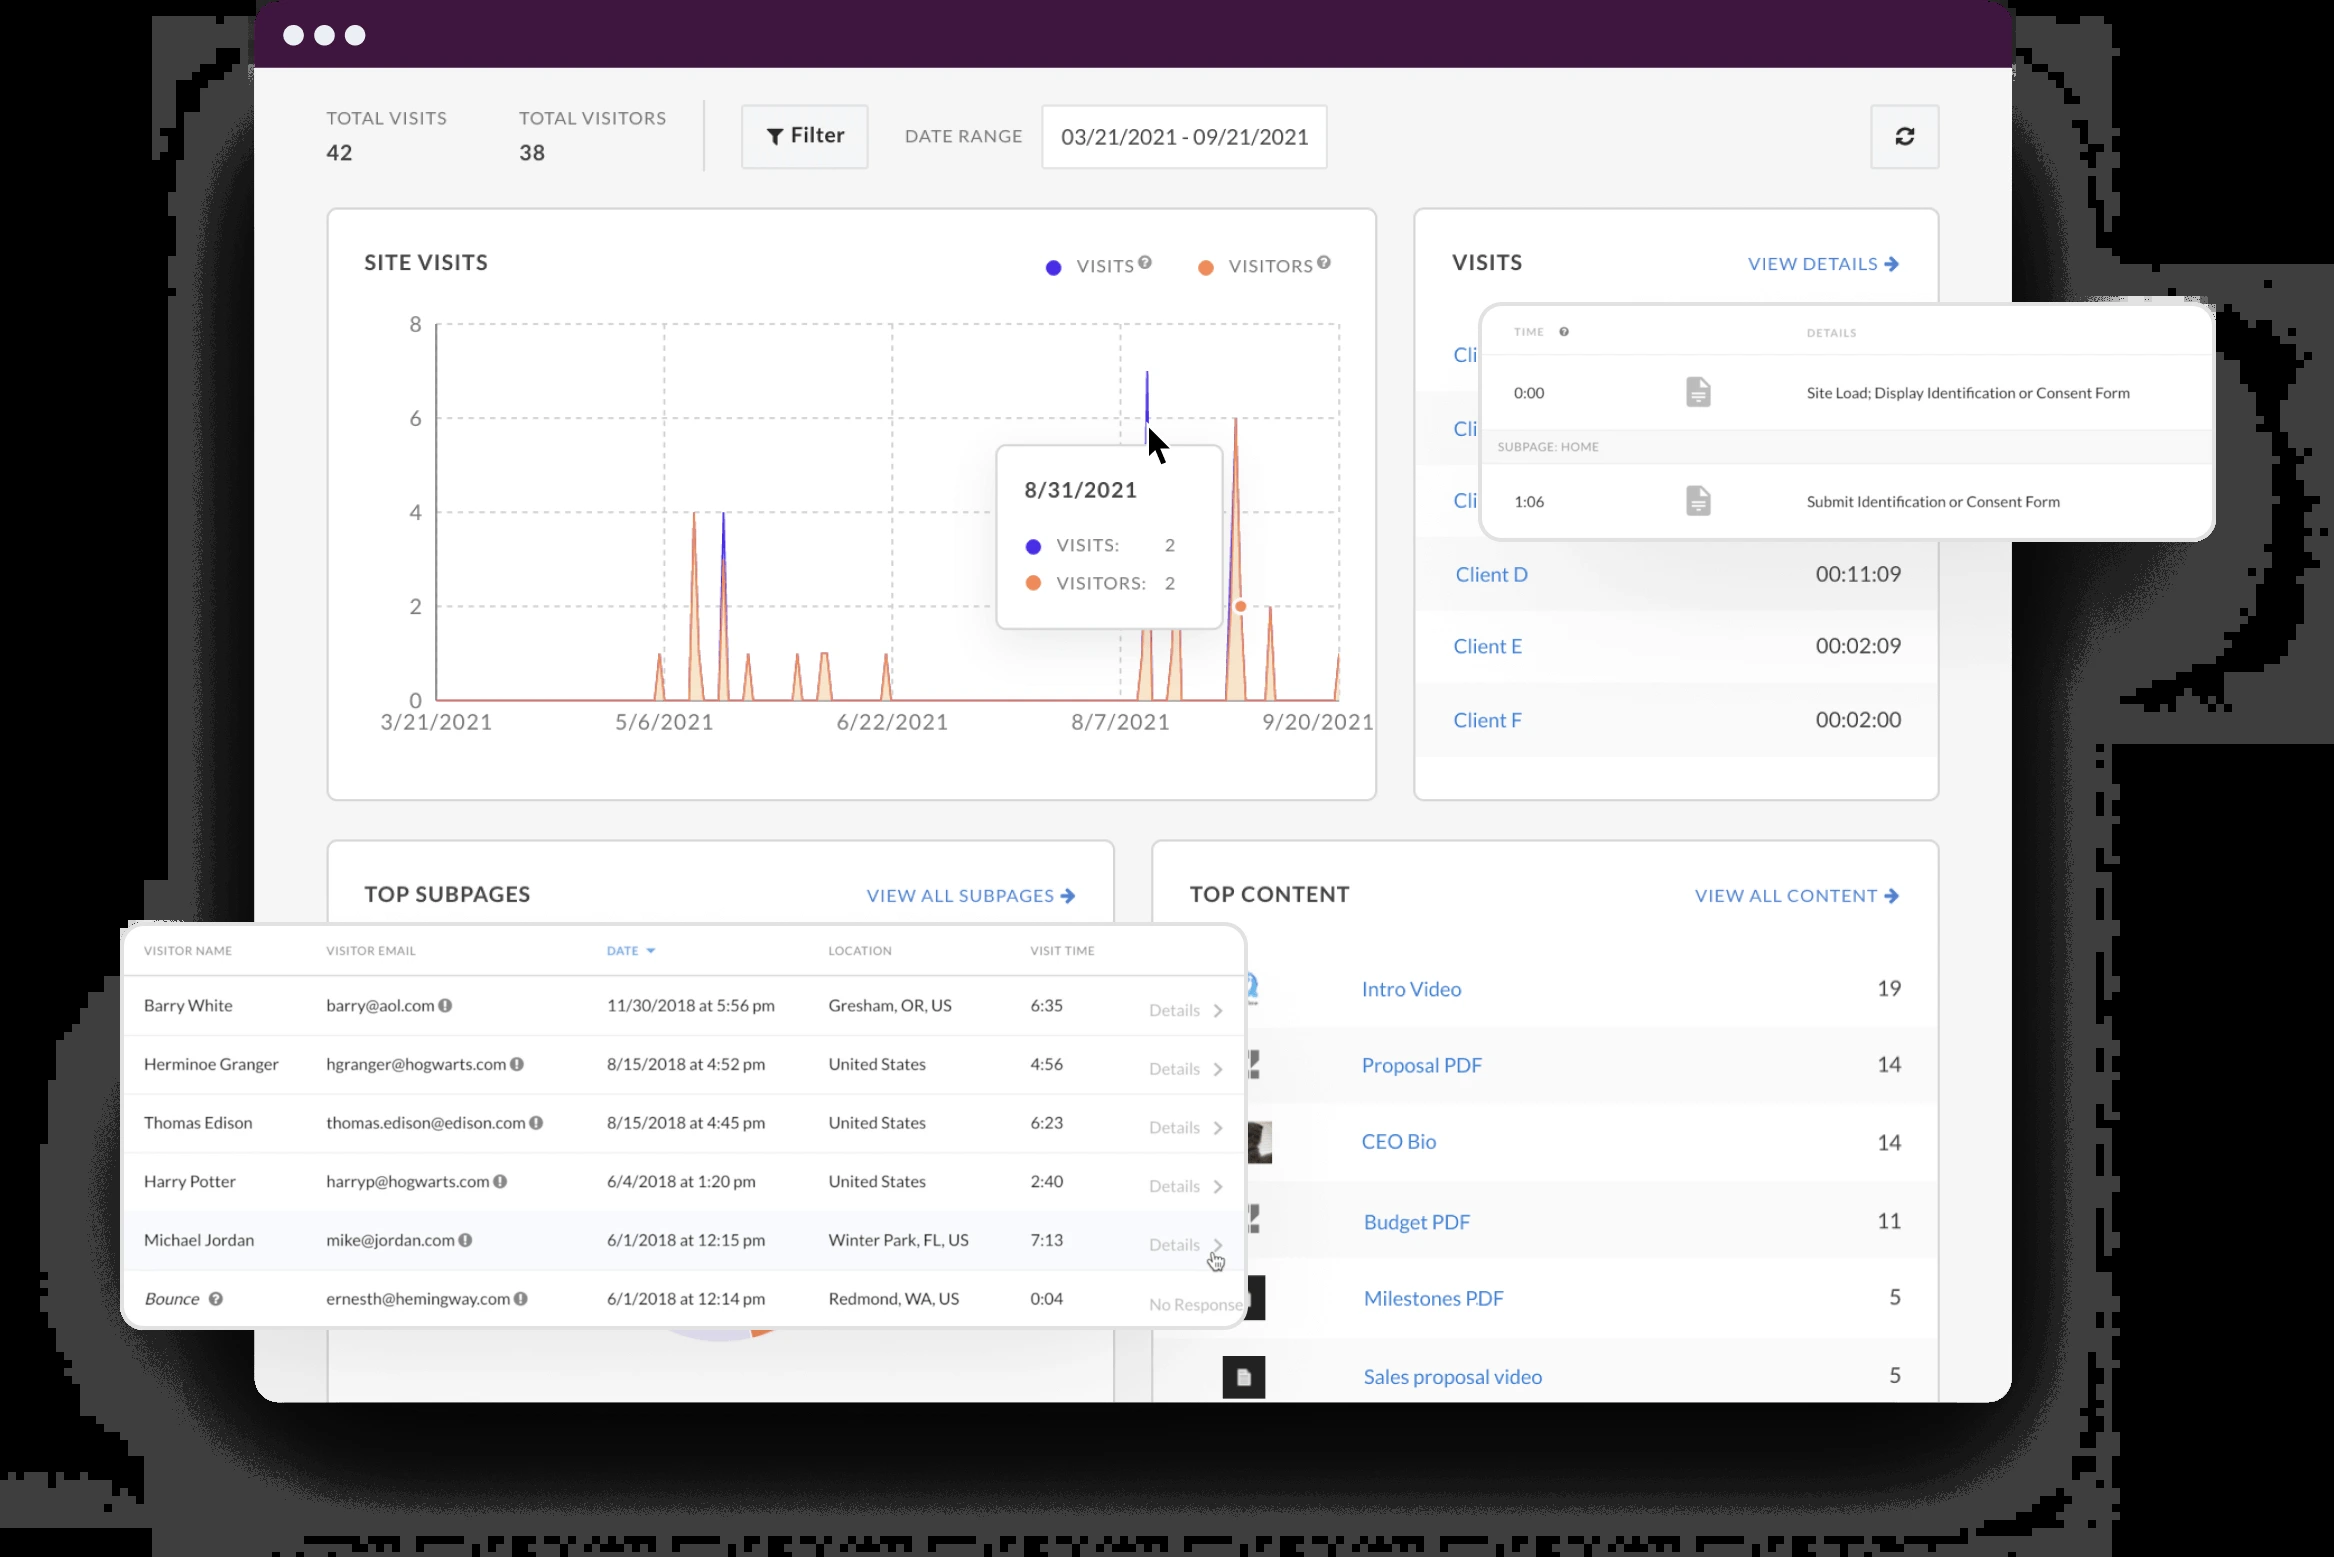 TOTAL VISITS
42
TOTAL VISITORS
38
Filter
DATE RANGE
03/21/2021 - 09/21/2021
SITE VISITS
VISITS
VISITORS
8
6
4
2
0
3/21/2021
5/6/2021
6/22/2021
8/7/2021
9/20/2021
8/31/2021
VISITS: 2
VISITORS: 2
VISITS
VIEW DETAILS
Cli
Cli
Cli
TIME DETAILS
0:00 Site Load; Display Identification or Consent Form
SUBPAGE: HOME
1:06 Submit Identification or Consent Form
Client D 00:11:09
Client E 00:02:09
Client F 00:02:00
TOP SUBPAGES
VIEW ALL SUBPAGES
VISITOR NAME VISITOR EMAIL DATE LOCATION VISIT TIME
Barry White barry@aol.com 11/30/2018 at 5:56 pm Gresham, OR, US 6:35 Details
Herminoe Granger hgranger@hogwarts.com 8/15/2018 at 4:52 pm United States 4:56 Details
Thomas Edison thomas.edison@edison.com 8/15/2018 at 4:45 pm United States 6:23 Details
Harry Potter harryp@hogwarts.com 6/4/2018 at 1:20 pm United States 2:40 Details
Michael Jordan mike@jordan.com 6/1/2018 at 12:15 pm Winter Park, FL, US 7:13 Details
Bounce ernesth@hemingway.com 6/1/2018 at 12:14 pm Redmond, WA, US 0:04 No Response
TOP CONTENT
VIEW ALL CONTENT
Intro Video 19
Proposal PDF 14
CEO Bio 14
Budget PDF 11
Milestones PDF 5
Sales proposal video 5